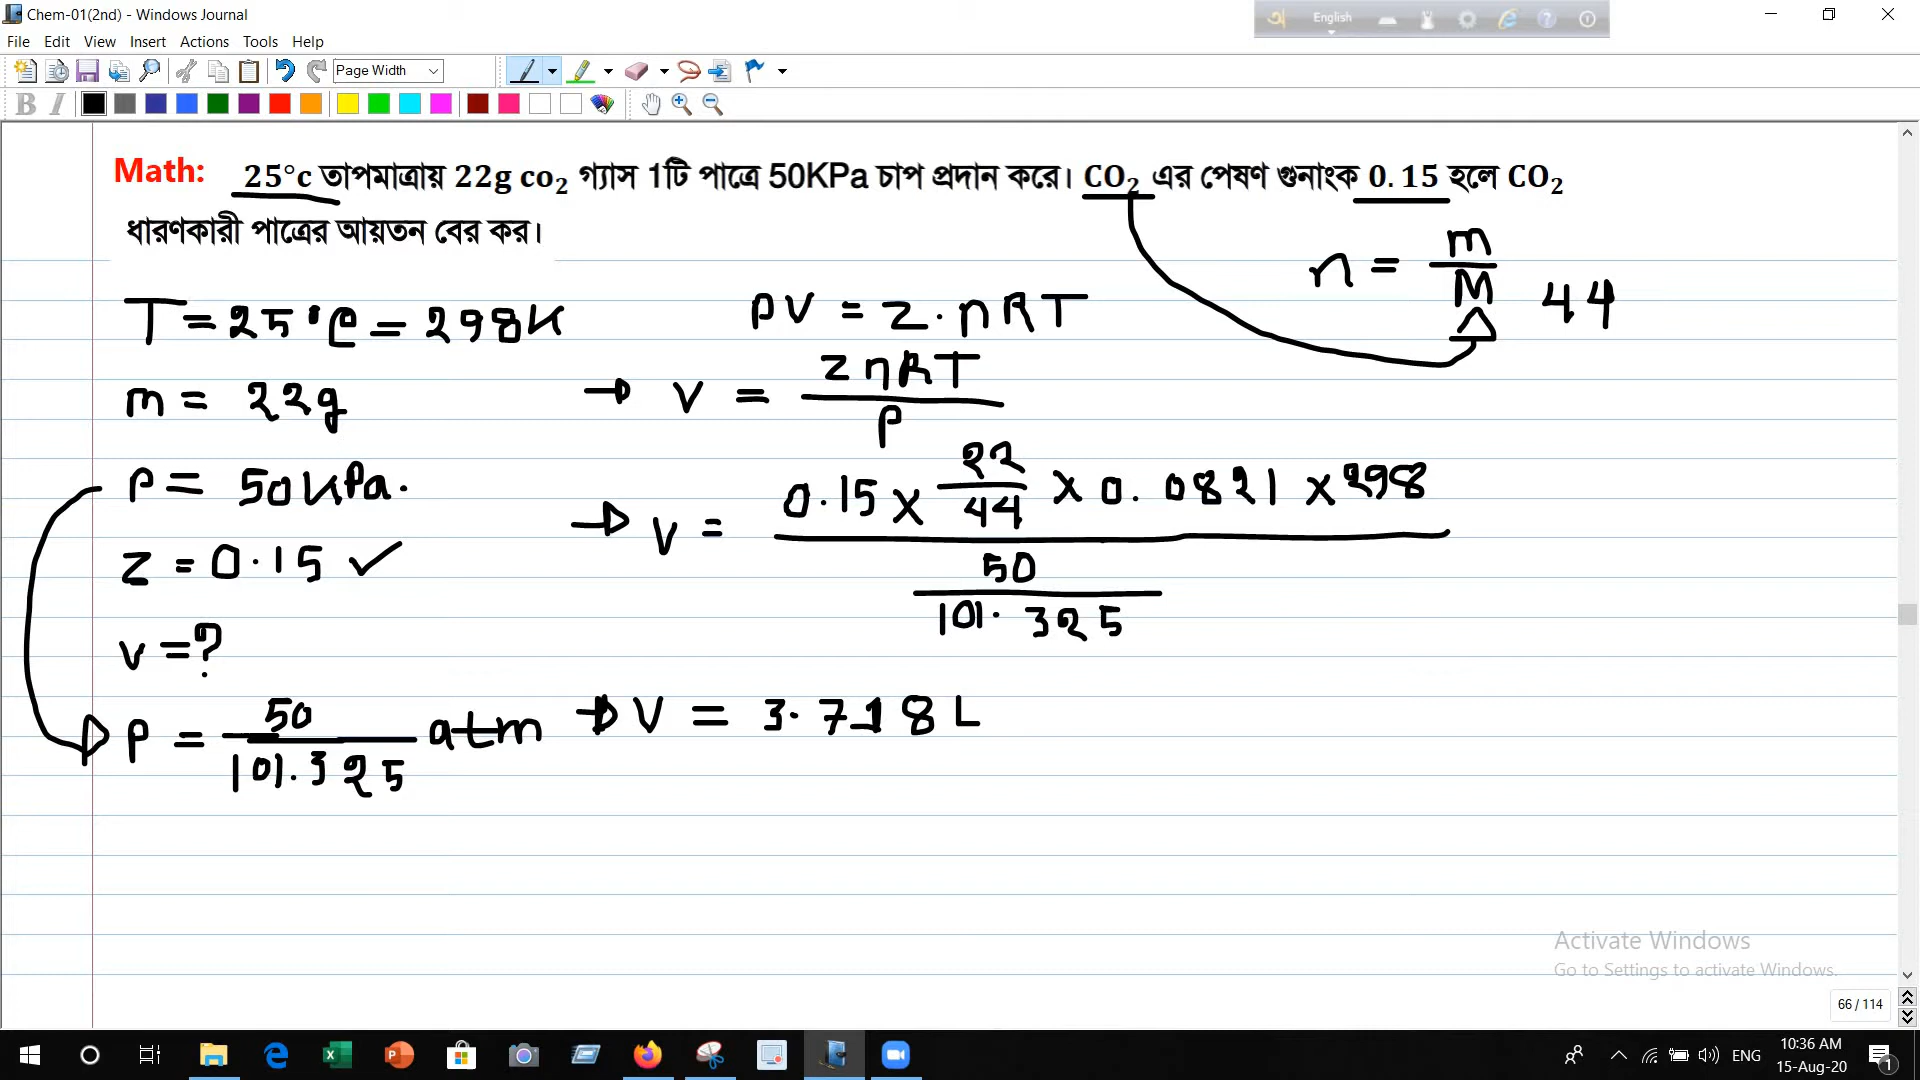 Chem-01(2nd) - Windows Journal
English
File Edit View Insert Actions Tools Help
Page Width
B I
Math: 25°c তাপমাত্রায় 22g co₂ গ্যাস 1টি পাত্রে 50KPa চাপ প্রদান করে। CO₂ এর পেষণ গুনাংক 0.15 হলে CO₂
ধারণকারী পাত্রের আয়তন বের কর।
n = m/M 44
T = 25°C = 298K
PV = Z.nRT
m = 22g
→ V = ZnRT/P
P = 50KPa.
→ V = (0.15 × 22/44 × 0.0821 × 298)/(50/101.325)
Z = 0.15 ✓
v = ?
P = 50/101.325 atm
→ V = 3.718 L
Activate Windows
Go to Settings to activate Windows.
66 / 114
ENG
10:36 AM
15-Aug-20
1